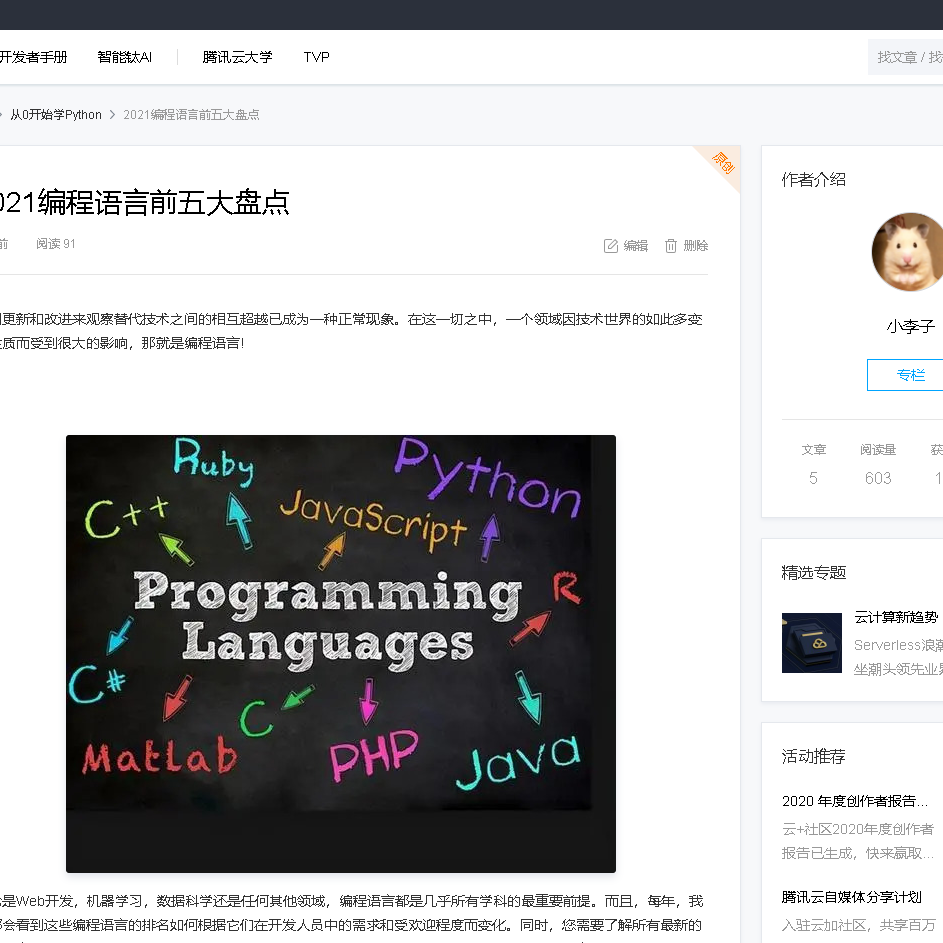 开发者手册 智能钛AI 腾讯云大学 TVP 找文章 / 找
从0开始学Python > 2021编程语言前五大盘点
原创
021编程语言前五大盘点
前 阅读 91 编辑 删除
更新和改进来观察替代技术之间的相互超越已成为一种正常现象。在这一切之中，一个领域因技术世界的如此多变
质而受到很大的影响，那就是编程语言!
Ruby
Python
C++
JavaScript
Programming
Languages
R
C#
C
Matlab
PHP
Java
是Web开发，机器学习，数据科学还是任何其他领域，编程语言都是几乎所有学科的最重要前提。而且，每年，我
会看到这些编程语言的排名如何根据它们在开发人员中的需求和受欢迎程度而变化。同时，您需要了解所有最新的
作者介绍
小李子
专栏
文章 阅读量 获
5 603 1
精选专题
云计算新趋势
Serverless浪潮
坐潮头领先业界
活动推荐
2020 年度创作者报告...
云+社区2020年度创作者
报告已生成，快来赢取...
腾讯云自媒体分享计划
入驻云加社区，共享百万